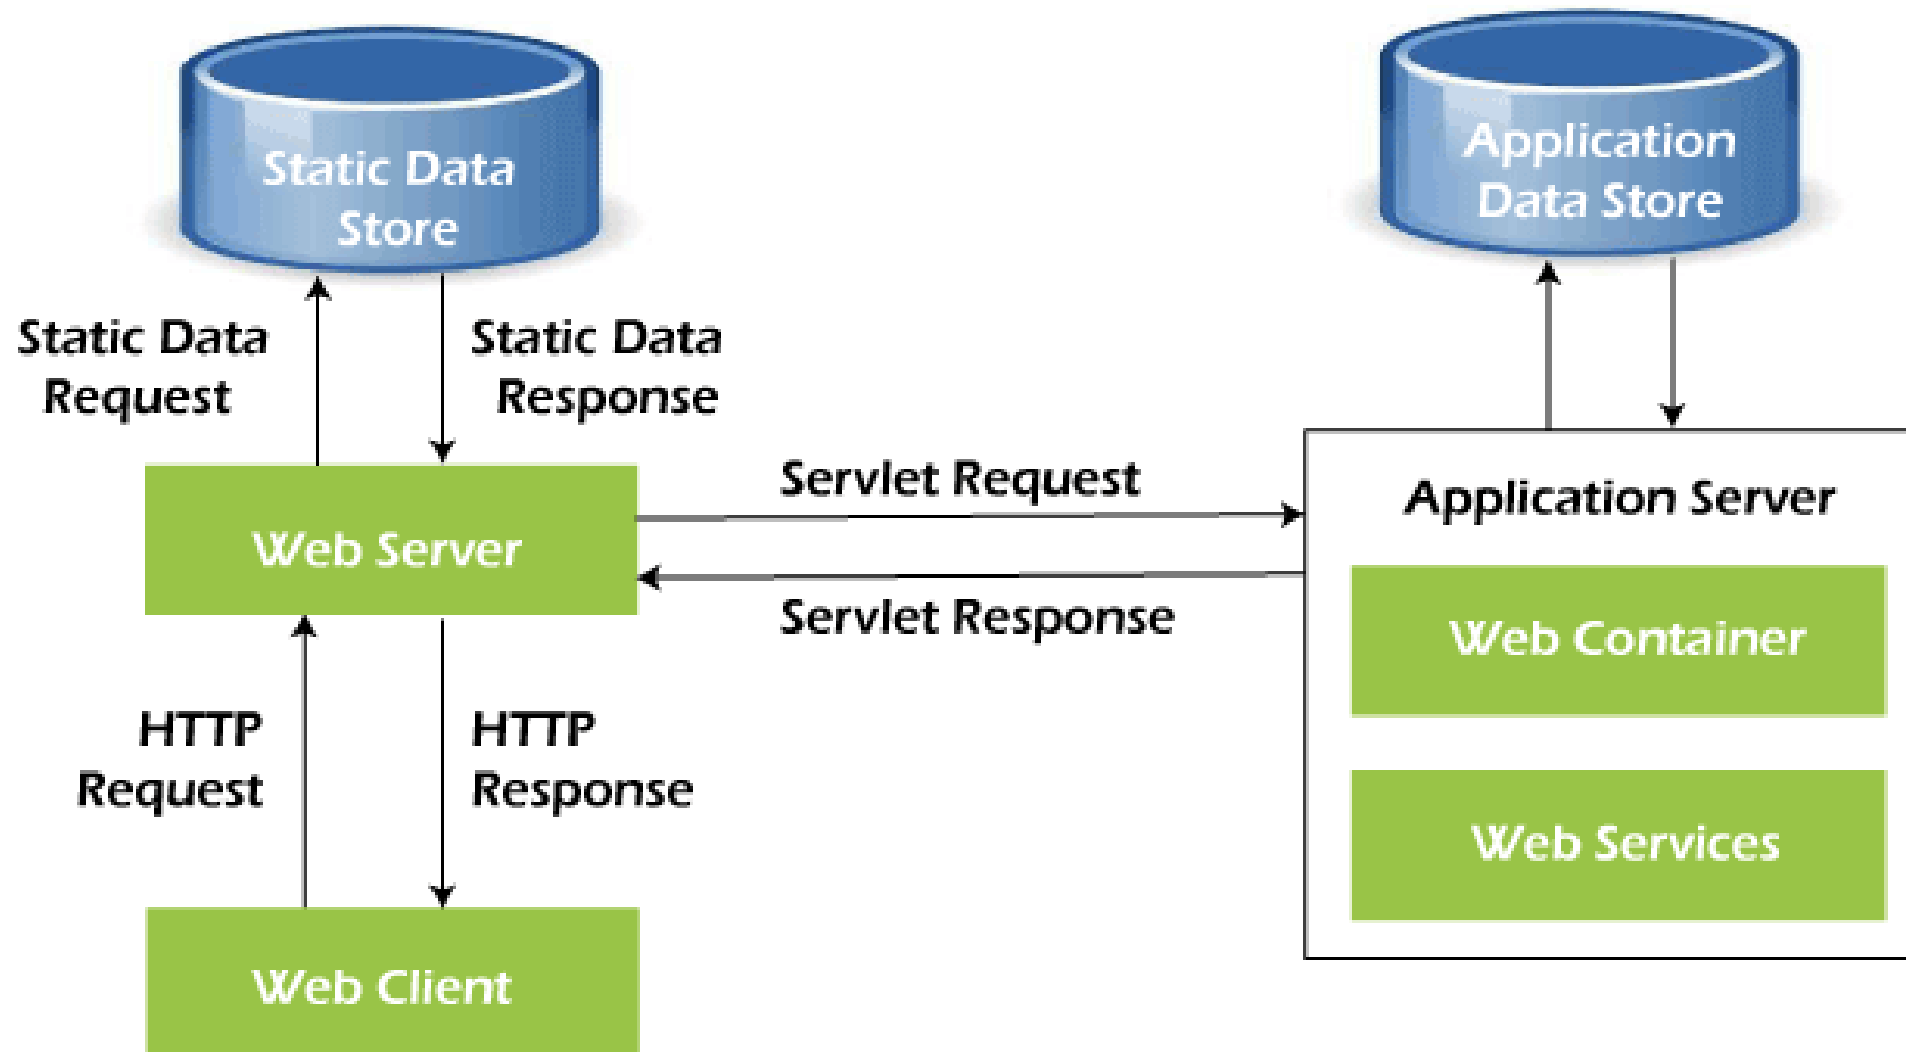 Static Data
Store
Application
Data Store
Static Data
Request
Static Data
Response
Servlet Request
Application Server
Web Server
Servlet Response
Web Container
HTTP
Request
HTTP
Response
Web Services
Web Client